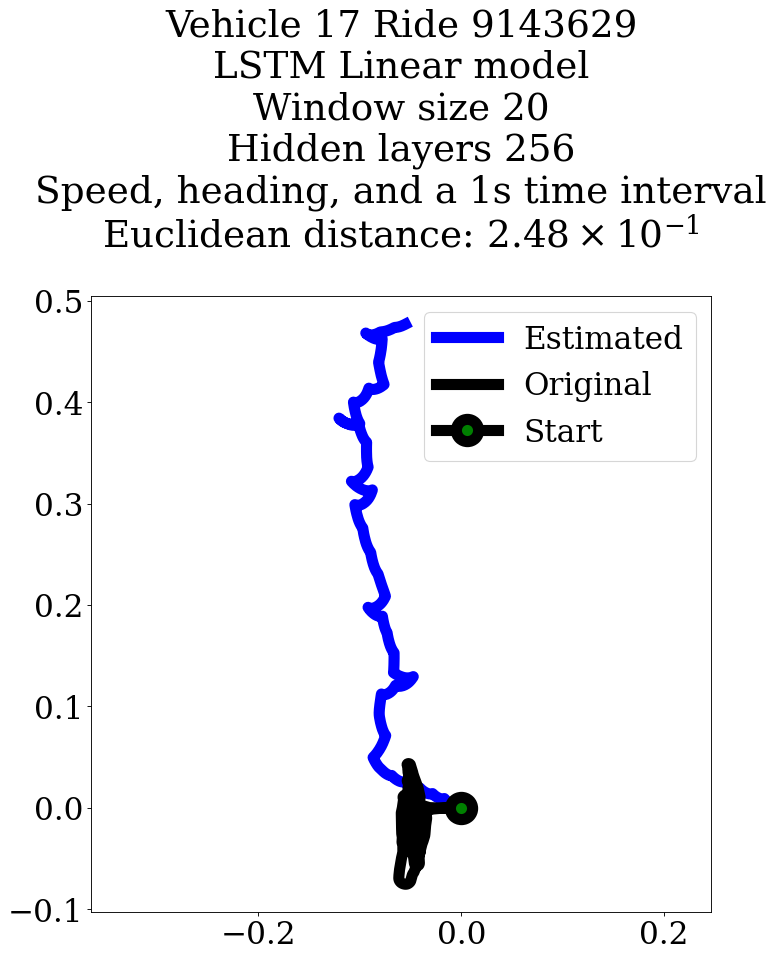 Vehicle 17 Ride 9143629
LSTM Linear model
Window size 20
Hidden layers 256
Speed, heading, and a 1s time interval
Euclidean distance: 2.48 × 10⁻¹
0.5
Estimated
Original
0.4
Start
0.3
0.2
0.1
0.0
−0.1
−0.2 0.0 0.2